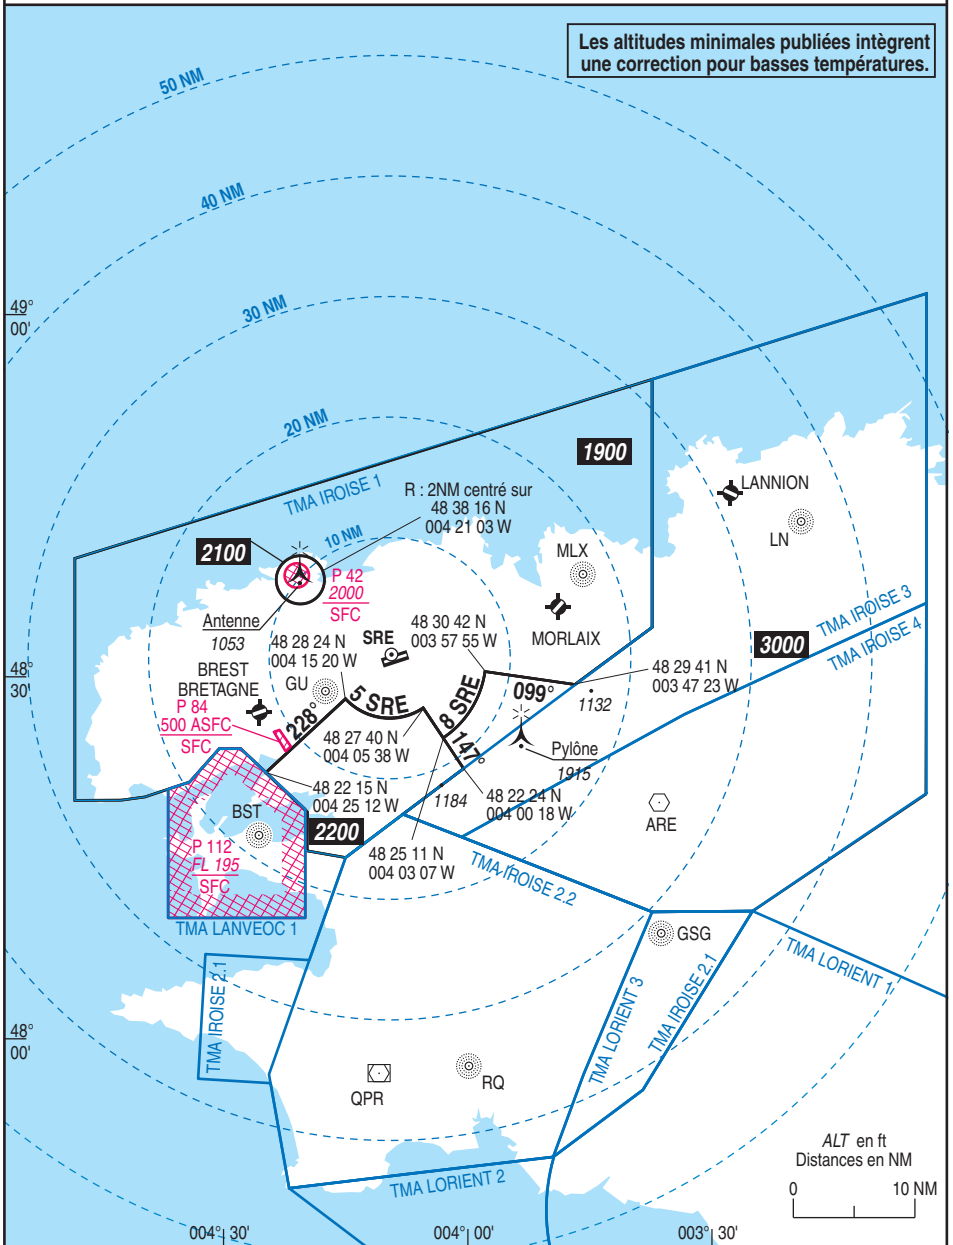 Les altitudes minimales publiées intègrent
une correction pour basses températures.
50 NM
40 NM
30 NM
20 NM
10 NM
49°
00'
1900
TMA IROISE 1
R : 2NM centré sur
48 38 16 N
004 21 03 W
LANNION
LN
2100
MLX
P 42
2000
SFC
Antenne
1053
48 28 24 N
004 15 20 W
SRE
48 30 42 N
003 57 55 W
MORLAIX
TMA IROISE 3
TMA IROISE 4
3000
48°
30'
BREST
BRETAGNE
GU
P 84
500 ASFC
SFC
228°
5 SRE
8 SRE
099°
147°
48 29 41 N
003 47 23 W
1132
48 27 40 N
004 05 38 W
Pylône
1915
48 22 15 N
004 25 12 W
1184
48 22 24 N
004 00 18 W
ARE
BST
2200
P 112
FL 195
SFC
48 25 11 N
004 03 07 W
TMA IROISE 2.2
TMA LANVEOC 1
GSG
TMA LORIENT 1
TMA IROISE 2.1
TMA LORIENT 3
TMA IROISE 2.1
48°
00'
QPR
RQ
ALT en ft
Distances en NM
0 10 NM
TMA LORIENT 2
004° 30'
004° 00'
003° 30'